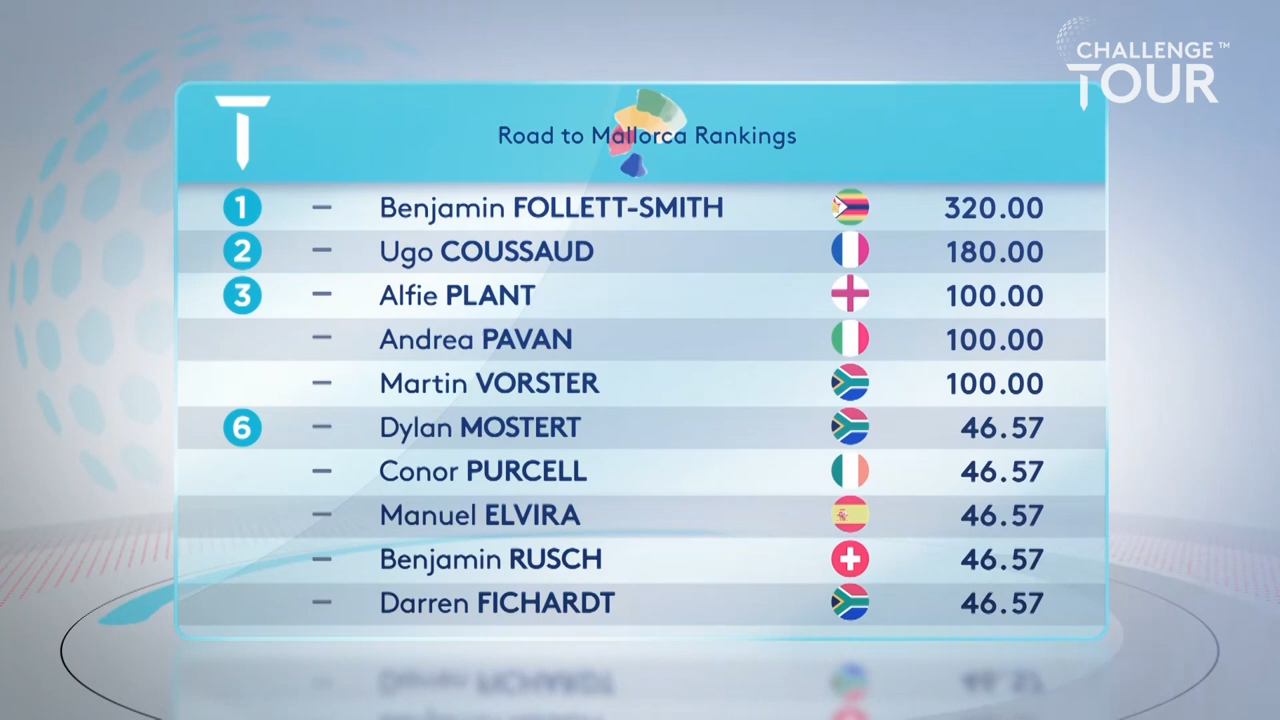 CHALLENGE™
TOUR
Road to Mallorca Rankings
1 – Benjamin FOLLETT-SMITH 320.00
2 – Ugo COUSSAUD 180.00
3 – Alfie PLANT 100.00
– Andrea PAVAN 100.00
– Martin VORSTER 100.00
6 – Dylan MOSTERT 46.57
– Conor PURCELL 46.57
– Manuel ELVIRA 46.57
– Benjamin RUSCH 46.57
– Darren FICHARDT 46.57